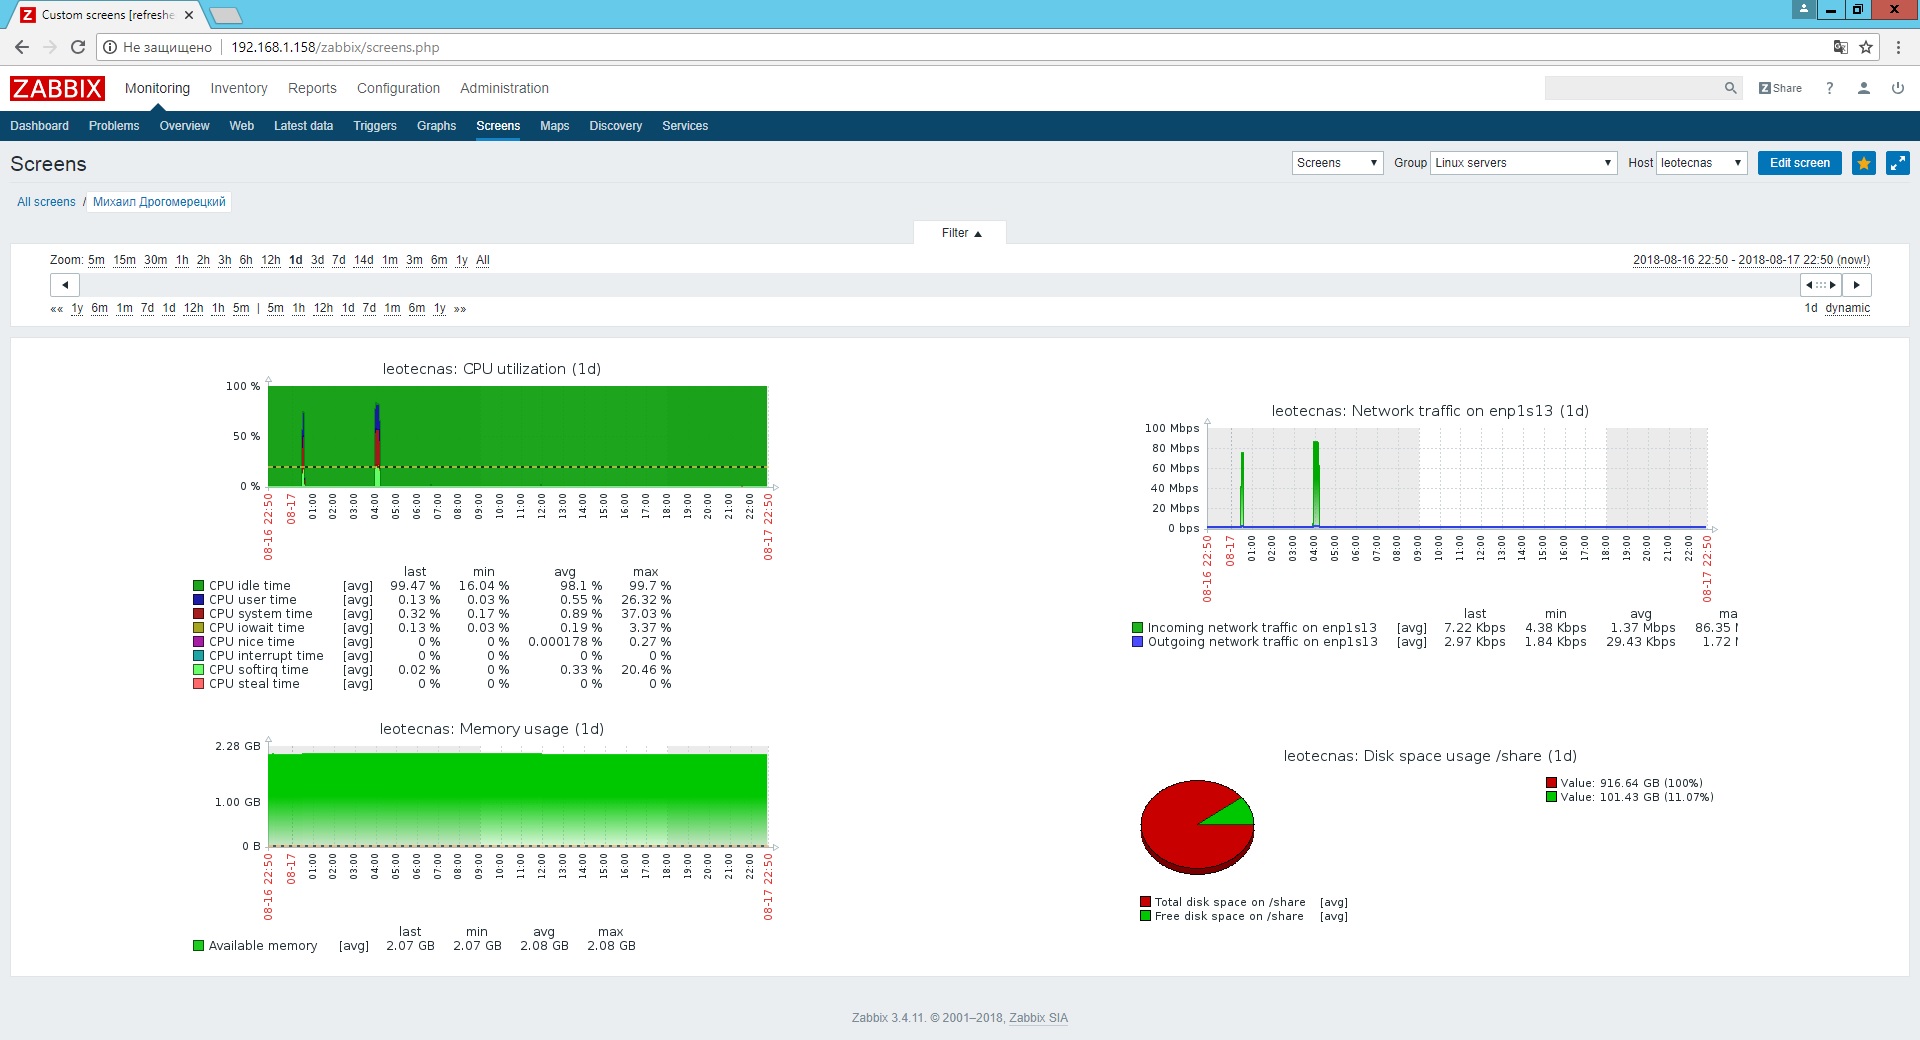 Custom screens [refreshe
Не защищено 192.168.1.158/zabbix/screens.php
ZABBIX Monitoring Inventory Reports Configuration Administration Z Share ?
Dashboard Problems Overview Web Latest data Triggers Graphs Screens Maps Discovery Services
Screens Screens Group Linux servers Host leotecnas Edit screen
All screens / Михаил Дрогомерецкий
Filter
Zoom: 5m 15m 30m 1h 2h 3h 6h 12h 1d 3d 7d 14d 1m 3m 6m 1y All 2018-08-16 22:50 - 2018-08-17 22:50 (now!)
«« 1y 6m 1m 7d 1d 12h 1h 5m | 5m 1h 12h 1d 7d 1m 6m 1y »» 1d dynamic
leotecnas: CPU utilization (1d)
100 %
50 %
0 %
08-16 22:50 08-17 01:00 02:00 03:00 04:00 05:00 06:00 07:00 08:00 09:00 10:00 11:00 12:00 13:00 14:00 15:00 16:00 17:00 18:00 19:00 20:00 21:00 22:00 08-17 22:50
last min avg max
CPU idle time [avg] 99.47 % 16.04 % 98.1 % 99.7 %
CPU user time [avg] 0.13 % 0.03 % 0.55 % 26.32 %
CPU system time [avg] 0.32 % 0.17 % 0.89 % 37.03 %
CPU iowait time [avg] 0.13 % 0.03 % 0.19 % 3.37 %
CPU nice time [avg] 0 % 0 % 0.000178 % 0.27 %
CPU interrupt time [avg] 0 % 0 % 0 % 0 %
CPU softirq time [avg] 0.02 % 0 % 0.33 % 20.46 %
CPU steal time [avg] 0 % 0 % 0 % 0 %
leotecnas: Network traffic on enp1s13 (1d)
100 Mbps
80 Mbps
60 Mbps
40 Mbps
20 Mbps
0 bps
08-16 22:50 08-17 01:00 02:00 03:00 04:00 05:00 06:00 07:00 08:00 09:00 10:00 11:00 12:00 13:00 14:00 15:00 16:00 17:00 18:00 19:00 20:00 21:00 22:00 08-17 22:50
last min avg ma
Incoming network traffic on enp1s13 [avg] 7.22 Kbps 4.38 Kbps 1.37 Mbps 86.35
Outgoing network traffic on enp1s13 [avg] 2.97 Kbps 1.84 Kbps 29.43 Kbps 1.72
leotecnas: Memory usage (1d)
2.28 GB
1.00 GB
0 B
08-16 22:50 08-17 01:00 02:00 03:00 04:00 05:00 06:00 07:00 08:00 09:00 10:00 11:00 12:00 13:00 14:00 15:00 16:00 17:00 18:00 19:00 20:00 21:00 22:00 08-17 22:50
last min avg max
Available memory [avg] 2.07 GB 2.07 GB 2.08 GB 2.08 GB
leotecnas: Disk space usage /share (1d)
Value: 916.64 GB (100%)
Value: 101.43 GB (11.07%)
Total disk space on /share [avg]
Free disk space on /share [avg]
Zabbix 3.4.11. © 2001–2018, Zabbix SIA